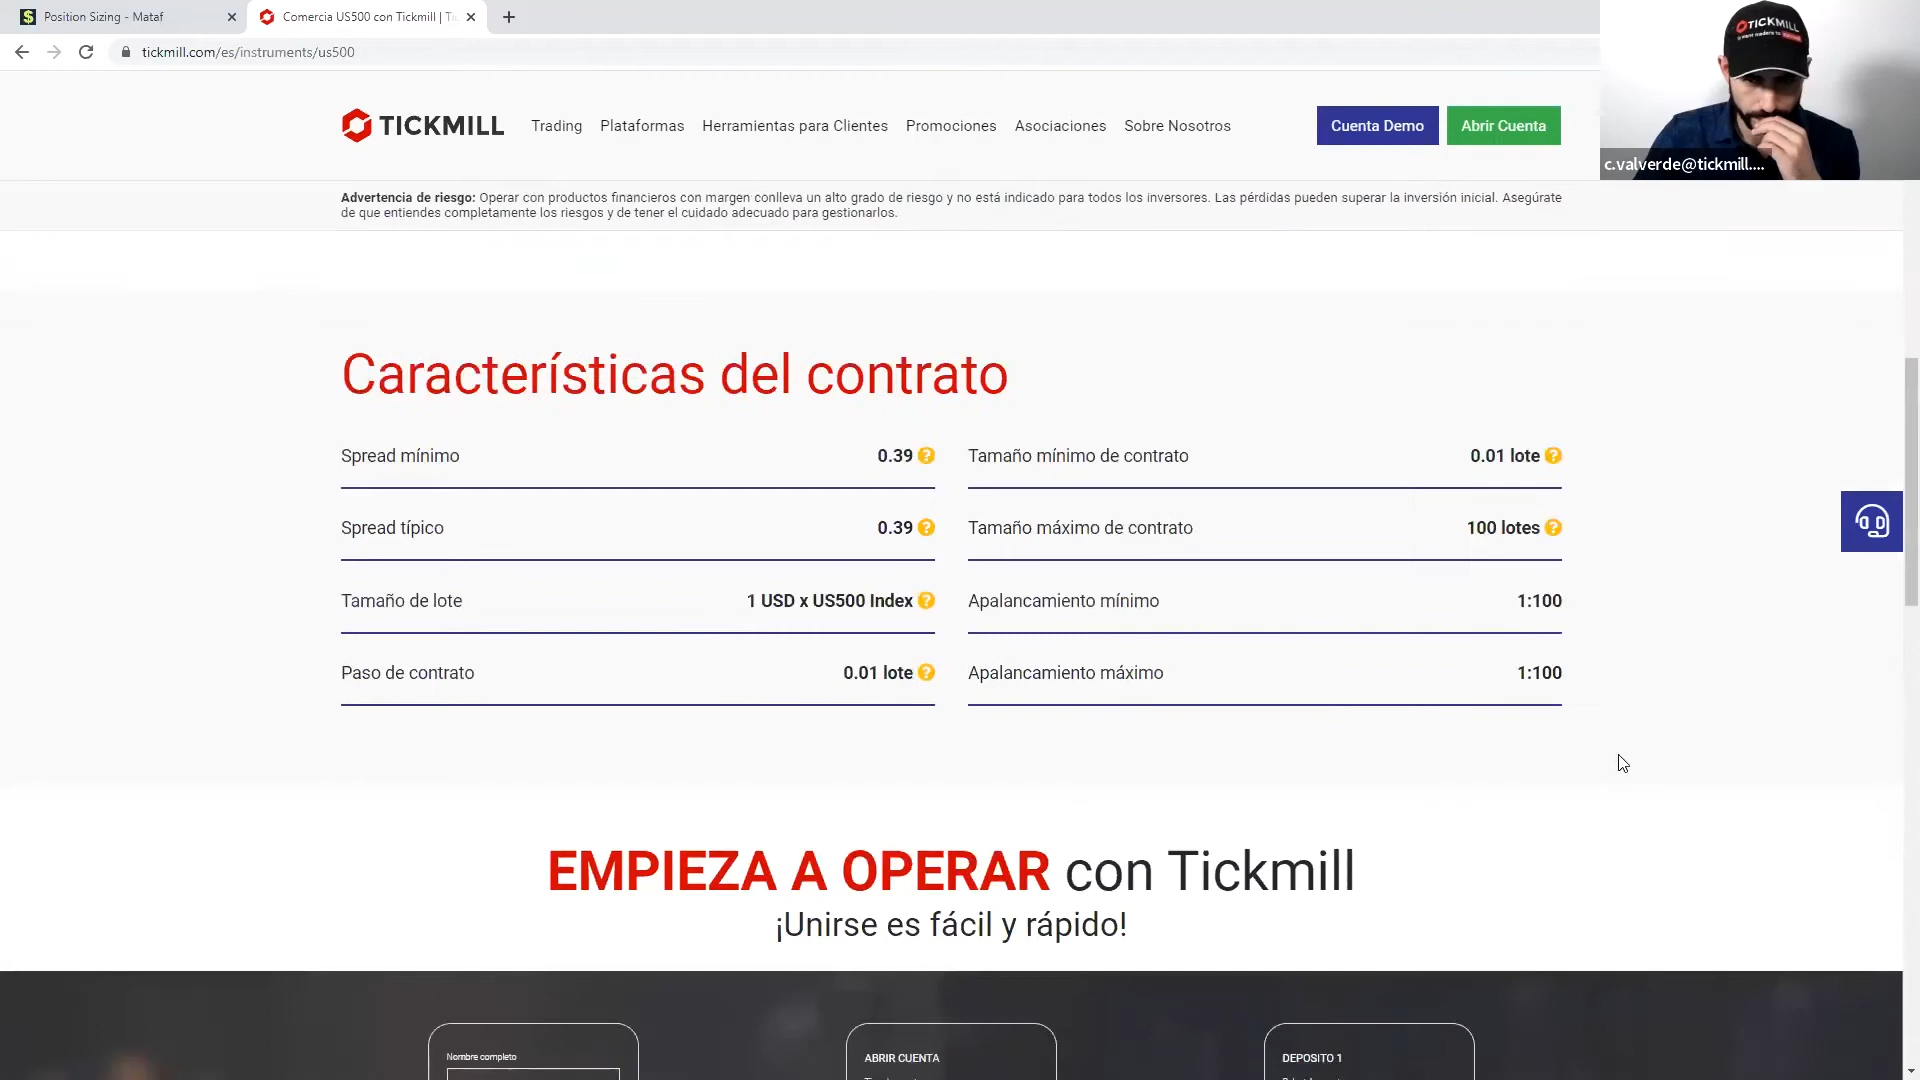 Position Sizing - Mataf
Comercia US500 con Tickmill | Ti
tickmill.com/es/instruments/us500
TICKMILL
c.valverde@tickmill....
TICKMILL
Trading
Plataformas
Herramientas para Clientes
Promociones
Asociaciones
Sobre Nosotros
Cuenta Demo
Abrir Cuenta
Advertencia de riesgo: Operar con productos financieros con margen conlleva un alto grado de riesgo y no está indicado para todos los inversores. Las pérdidas pueden superar la inversión inicial. Asegúrate
de que entiendes completamente los riesgos y de tener el cuidado adecuado para gestionarlos.
Características del contrato
Spread mínimo 0.39 ?
Tamaño mínimo de contrato 0.01 lote ?
Spread típico 0.39 ?
Tamaño máximo de contrato 100 lotes ?
Tamaño de lote 1 USD x US500 Index ?
Apalancamiento mínimo 1:100
Paso de contrato 0.01 lote ?
Apalancamiento máximo 1:100
EMPIEZA A OPERAR con Tickmill
¡Unirse es fácil y rápido!
Nombre completo
ABRIR CUENTA
DEPOSITO 1